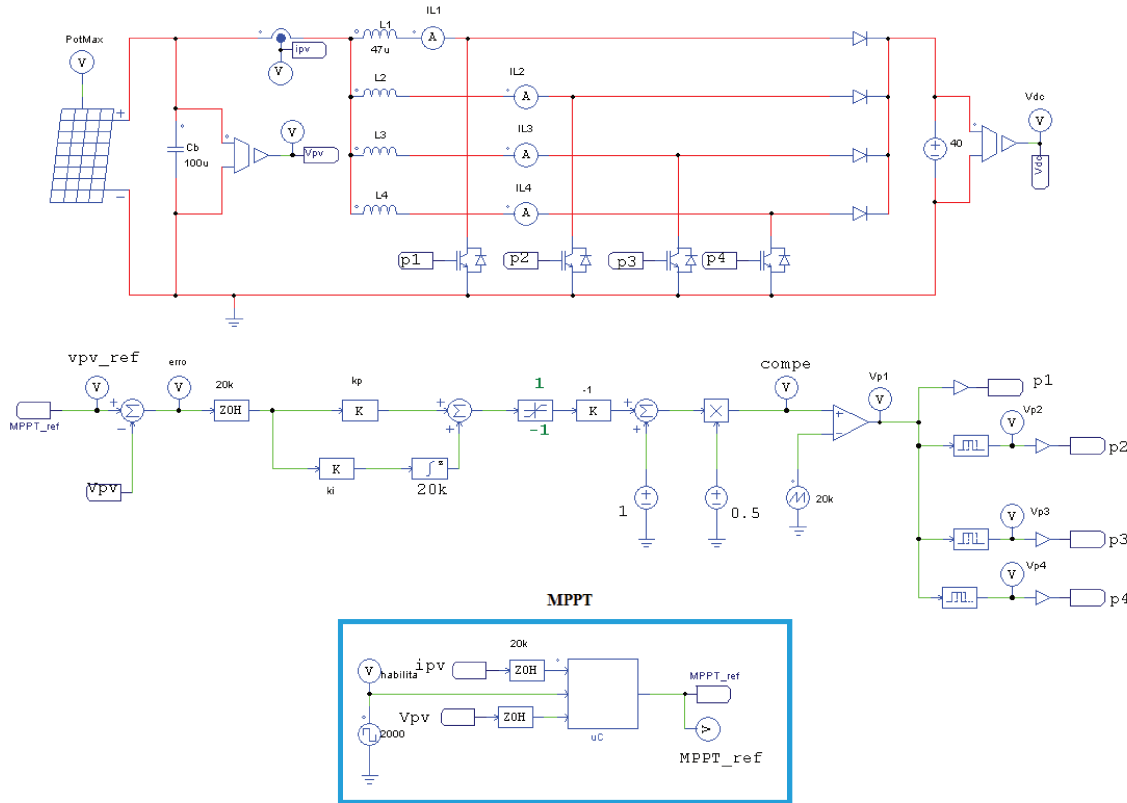 IL1
L1
PotMax
A
V
ipv
47u
V
IL2
L2
A
Vdc
V
V
IL3
L3
Cb
Vpv
A
40
100u
Vdc
IL4
L4
A
p1
p2
p3
p4
vpv_ref
erro
compe
V
V
20k
kp
1
-1
V
Vp1
V
p1
MPPT_ref
Σ
ZOH
K
Σ
K
Σ
×
Vp2
V
p2
-1
Vpv
K
ki
∫ z
20k
1
0.5
20k
Vp3
V
p3
Vp4
V
p4
MPPT
20k
V
habilita
ipv
ZOH
MPPT_ref
Vpv
ZOH
V
2000
uC
MPPT_ref